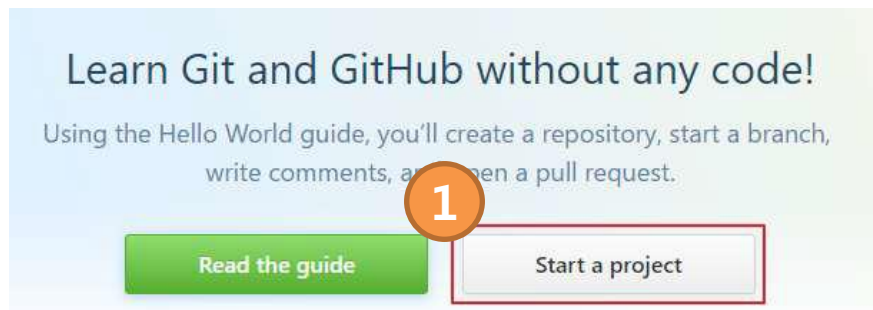 Learn Git and GitHub without any code!
Using the Hello World guide, you'll create a repository, start a branch,
write comments, a pen a pull request.
1
Read the guide
Start a project